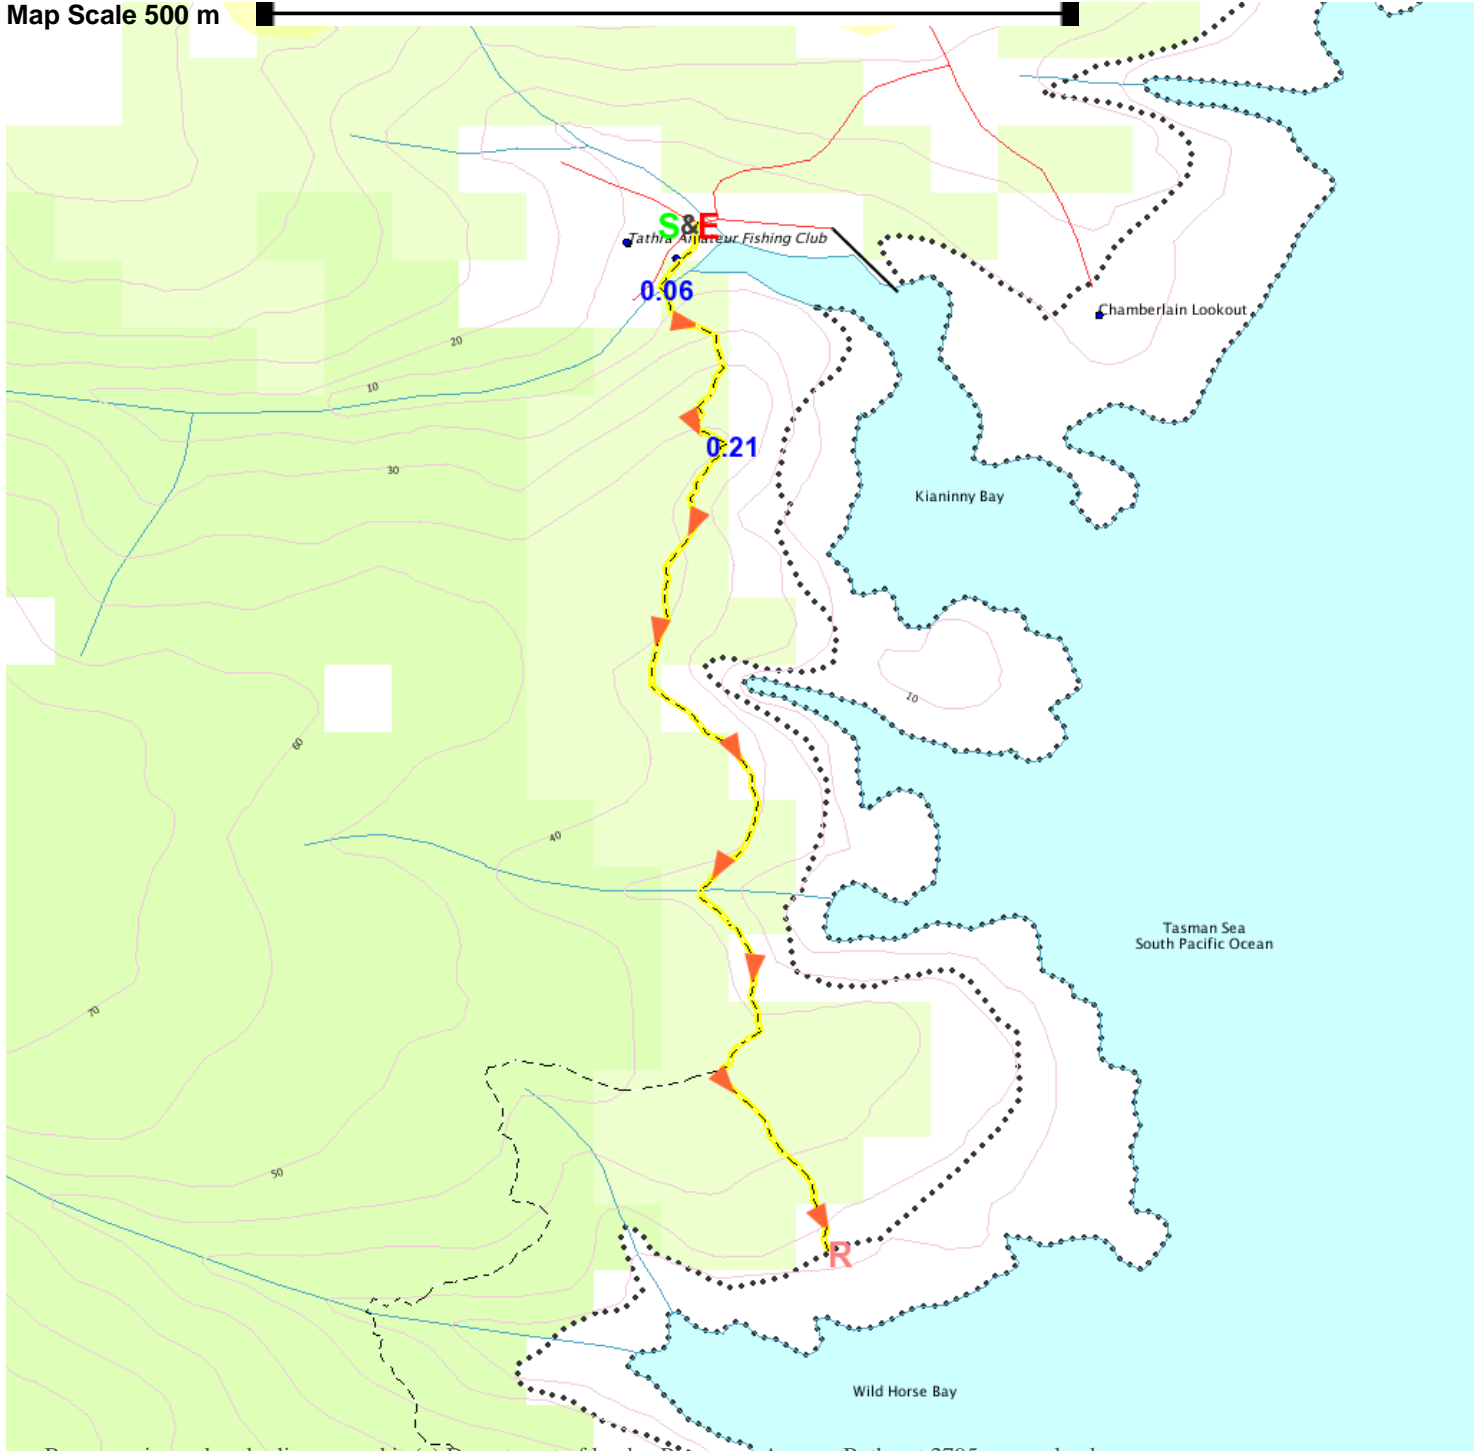 Map Scale 500 m
S&E
Tathra Amateur Fishing Club
0.06
Chamberlain Lookout
20
10
0.21
30
Kianinny Bay
10
60
40
Tasman Sea
South Pacific Ocean
70
50
R
Wild Horse Bay